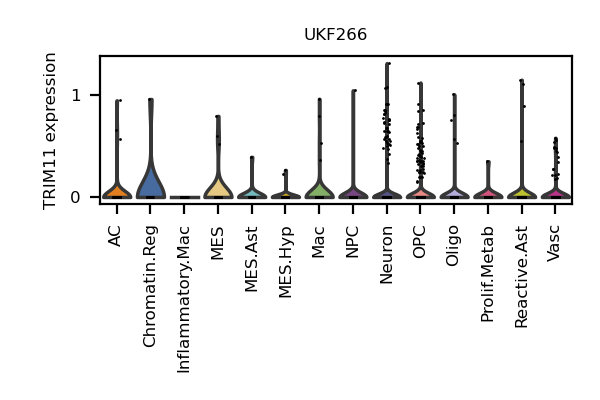 UKF266
TRIM11 expression
1
0
AC
Chromatin.Reg
Inflammatory.Mac
MES
MES.Ast
MES.Hyp
Mac
NPC
Neuron
OPC
Oligo
Prolif.Metab
Reactive.Ast
Vasc